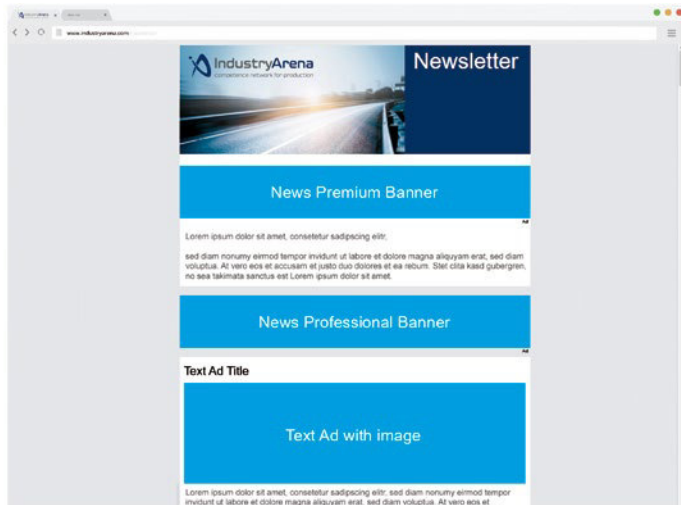 IndustryArena
www.industryarena.com
IndustryArena
competence network for production
Newsletter
News Premium Banner
Ad
Lorem ipsum dolor sit amet, consetetur sadipscing elitr,
sed diam nonumy eirmod tempor invidunt ut labore et dolore magna aliquyam erat, sed diam
voluptua. At vero eos et accusam et justo duo dolores et ea rebum. Stet clita kasd gubergren,
no sea takimata sanctus est Lorem ipsum dolor sit amet.
News Professional Banner
Ad
Text Ad Title
Text Ad with image
Lorem ipsum dolor sit amet, consetetur sadipscing elitr, sed diam nonumy eirmod tempor
invidunt ut labore et dolore magna aliquyam erat, sed diam voluptua. At vero eos et